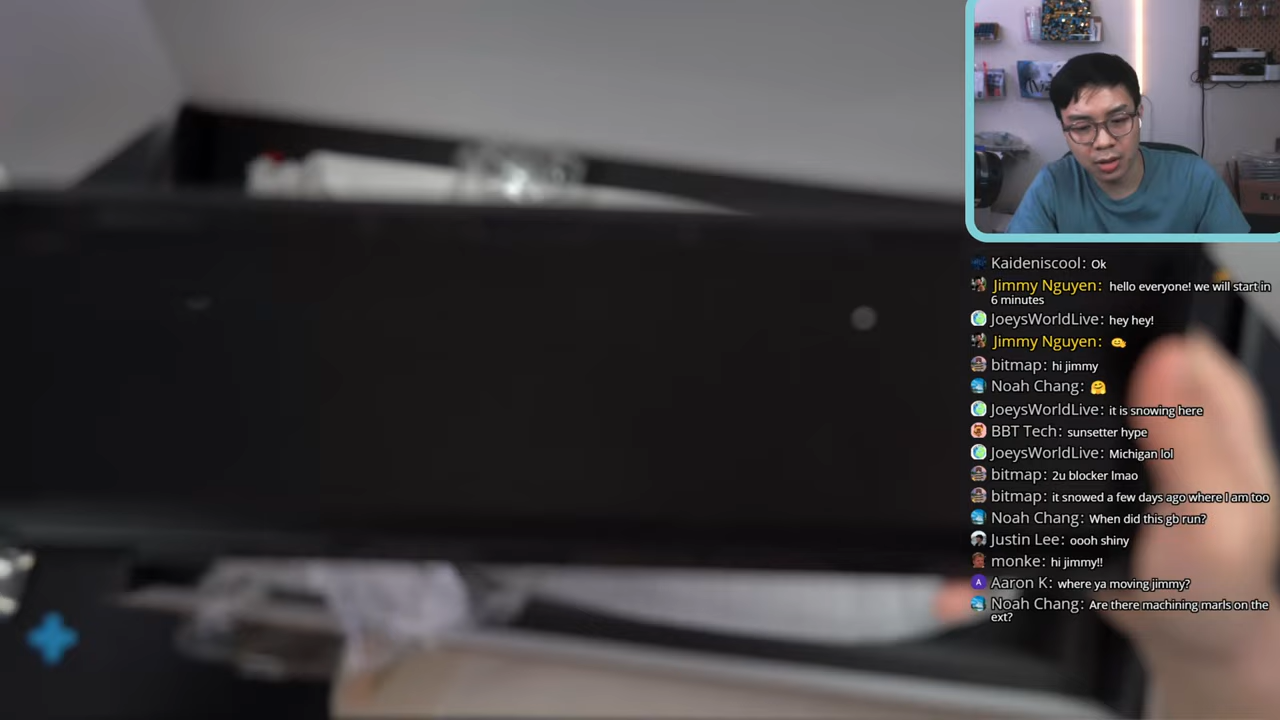 Kaideniscool: Ok
Jimmy Nguyen: hello everyone! we will start in
6 minutes
JoeysWorldLive: hey hey!
Jimmy Nguyen:
bitmap: hi jimmy
Noah Chang: 🤗
JoeysWorldLive: it is snowing here
BBT Tech: sunsetter hype
JoeysWorldLive: Michigan lol
bitmap: 2u blocker lmao
bitmap: it snowed a few days ago where I am too
Noah Chang: When did this gb run?
Justin Lee: oooh shiny
monke: hi jimmy!!
A
Aaron K: where ya moving jimmy?
Noah Chang: Are there machining marls on the
ext?